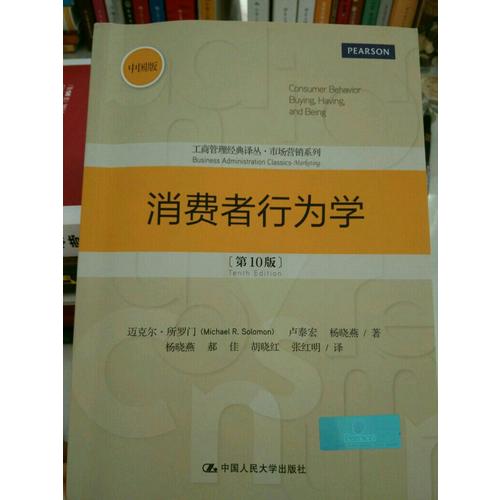 PEARSON
中国版
Consumer Behavior
Buying, Having,
and Being
工商管理经典译丛·市场营销系列
Business Administration Classics·Marketing
消费者行为学
[第10版]
Tenth Edition
迈克尔·所罗门 (Michael R. Solomon) 卢泰宏 杨晓燕 / 著
杨晓燕 郝 佳 胡晓红 张红明 / 译
中国人民大学出版社